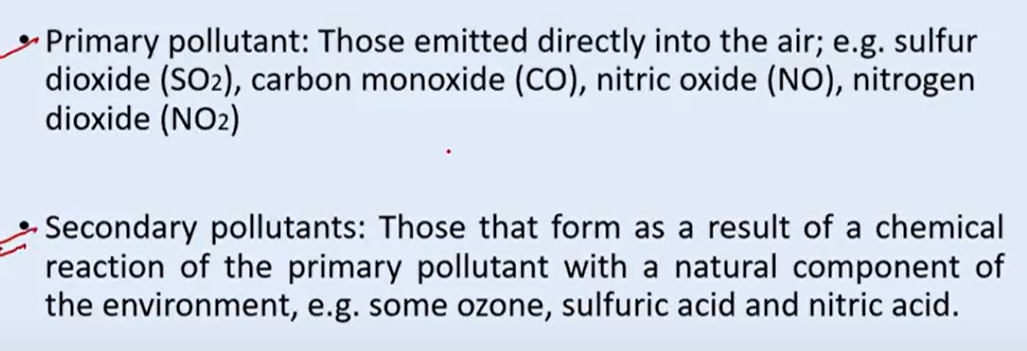 • Primary pollutant: Those emitted directly into the air; e.g. sulfur
dioxide (SO2), carbon monoxide (CO), nitric oxide (NO), nitrogen
dioxide (NO2)
• Secondary pollutants: Those that form as a result of a chemical
reaction of the primary pollutant with a natural component of
the environment, e.g. some ozone, sulfuric acid and nitric acid.